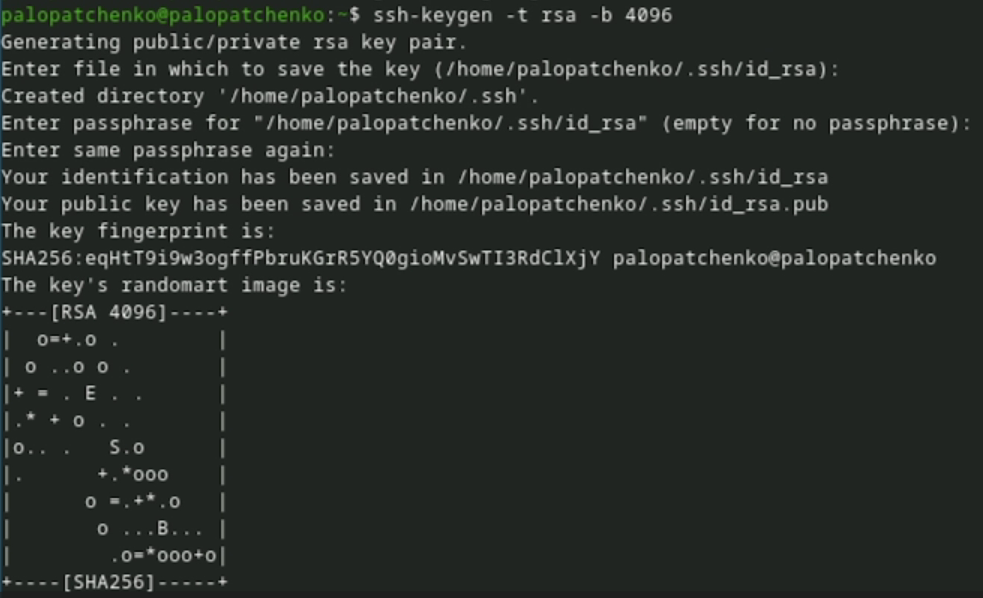 palopatchenko@palopatchenko:~$ ssh-keygen -t rsa -b 4096
Generating public/private rsa key pair.
Enter file in which to save the key (/home/palopatchenko/.ssh/id_rsa):
Created directory '/home/palopatchenko/.ssh'.
Enter passphrase for "/home/palopatchenko/.ssh/id_rsa" (empty for no passphrase):
Enter same passphrase again:
Your identification has been saved in /home/palopatchenko/.ssh/id_rsa
Your public key has been saved in /home/palopatchenko/.ssh/id_rsa.pub
The key fingerprint is:
SHA256:eqHtT9i9w3ogffPbruKGrR5YQ0gioMvSwTI3RdClXjY palopatchenko@palopatchenko
The key's randomart image is:
+---[RSA 4096]----+
|  o=+.o .        |
| o ..o o .       |
|+ = . E . .      |
|.* + o . .       |
|o.. .   S.o      |
|.      +.*ooo    |
|      o =.+*.o   |
|       o ...B... |
|        .o=*ooo+o|
+----[SHA256]-----+